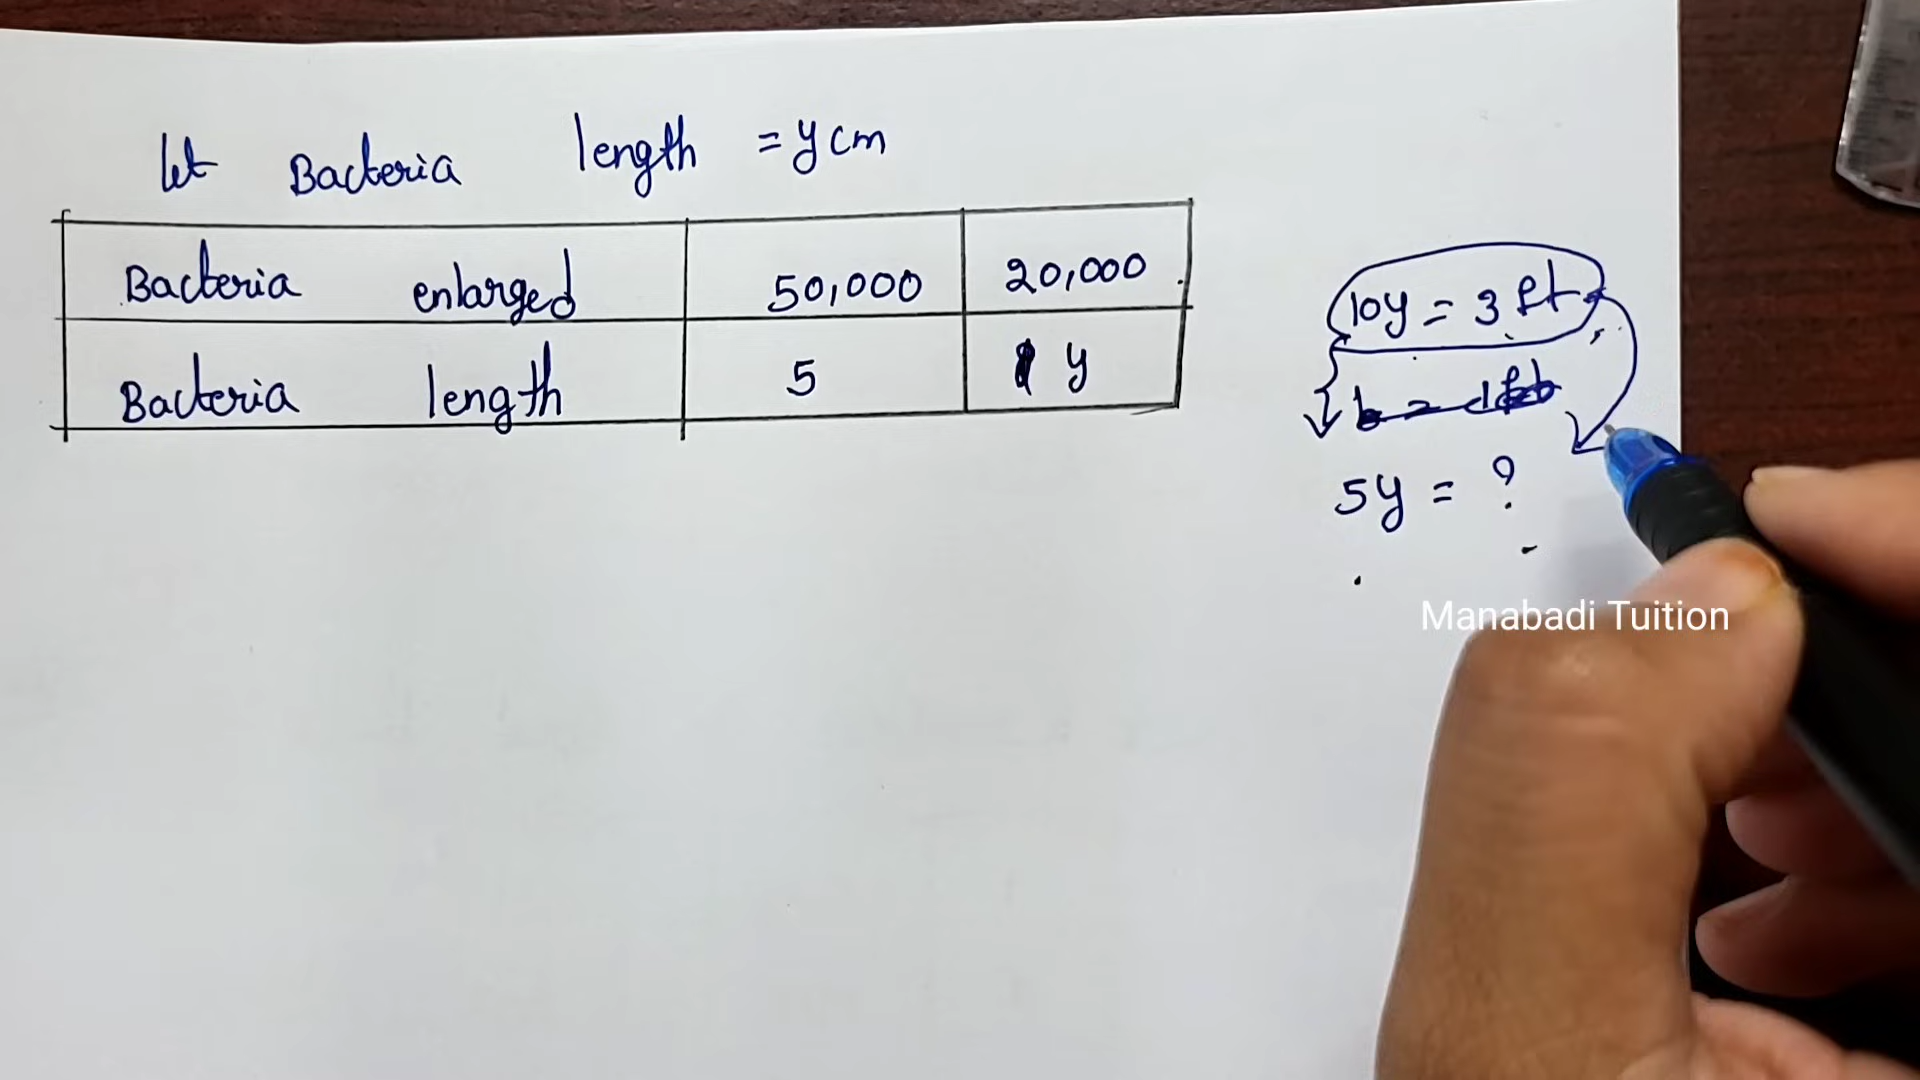 let Bacteria length = y cm
Bacteria enlarged 50,000 20,000
Bacteria length 5 y
10y = 3 ft
5y = ?
Manabadi Tuition